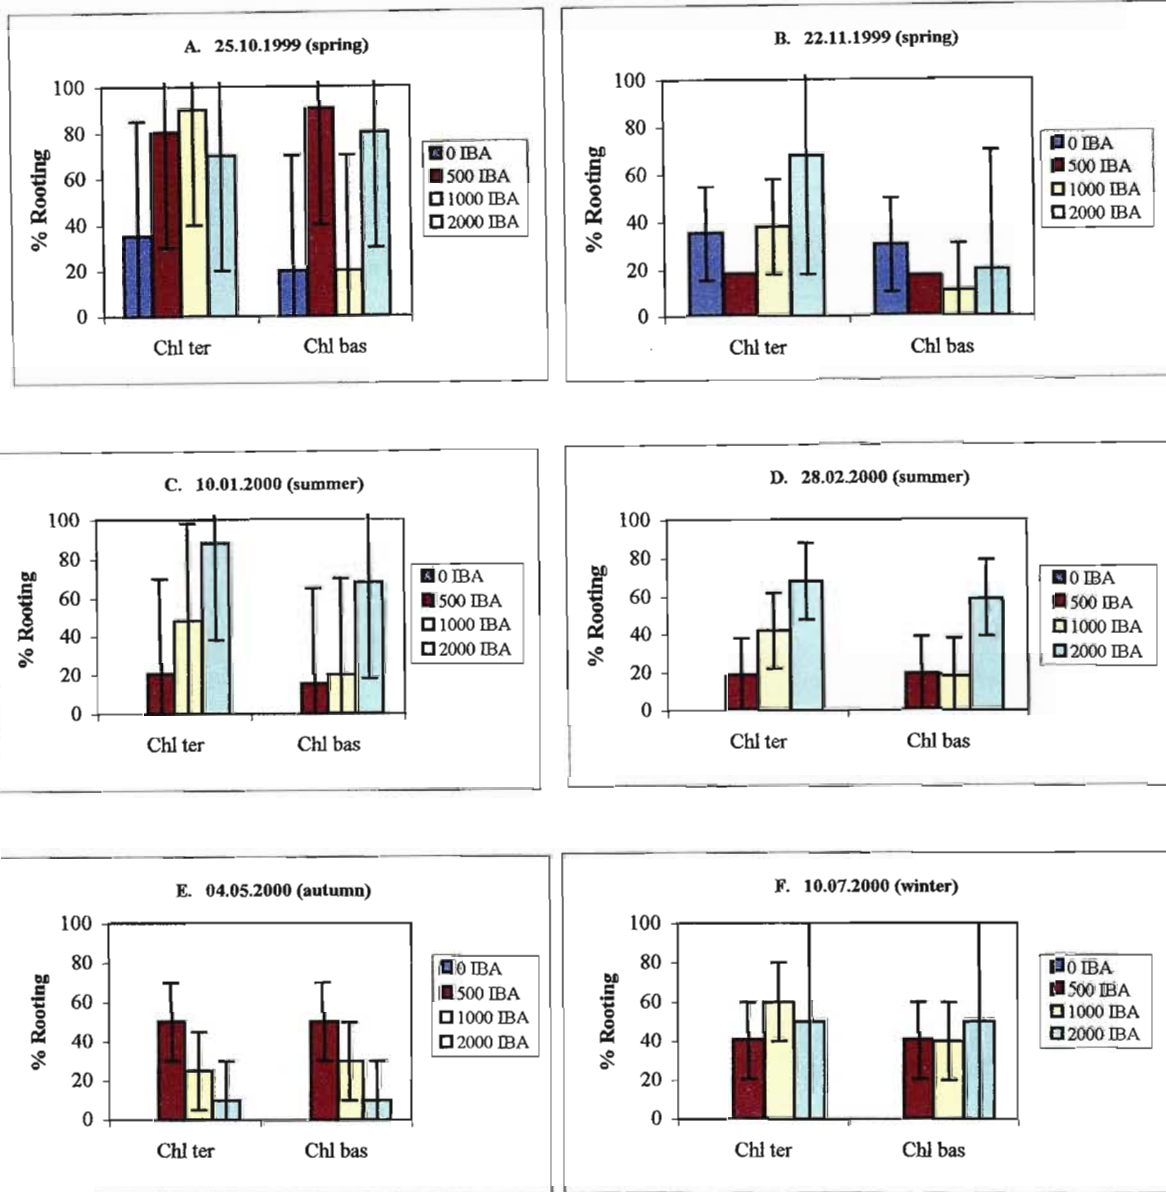 A. 25.10.1999 (spring)
% Rooting
100
80
60
40
20
0
Chl ter
Chl bas
0 IBA
500 IBA
1000 IBA
2000 IBA
B. 22.11.1999 (spring)
% Rooting
100
80
60
40
20
0
Chl ter
Chl bas
0 IBA
500 IBA
1000 IBA
2000 IBA
C. 10.01.2000 (summer)
% Rooting
100
80
60
40
20
0
Chl ter
Chl bas
0 IBA
500 IBA
1000 IBA
2000 IBA
D. 28.02.2000 (summer)
% Rooting
100
80
60
40
20
0
Chl ter
Chl bas
0 IBA
500 IBA
1000 IBA
2000 IBA
E. 04.05.2000 (autumn)
% Rooting
100
80
60
40
20
0
Chl ter
Chl bas
0 IBA
500 IBA
1000 IBA
2000 IBA
F. 10.07.2000 (winter)
% Rooting
100
80
60
40
20
0
Chl ter
Chl bas
0 IBA
500 IBA
1000 IBA
2000 IBA